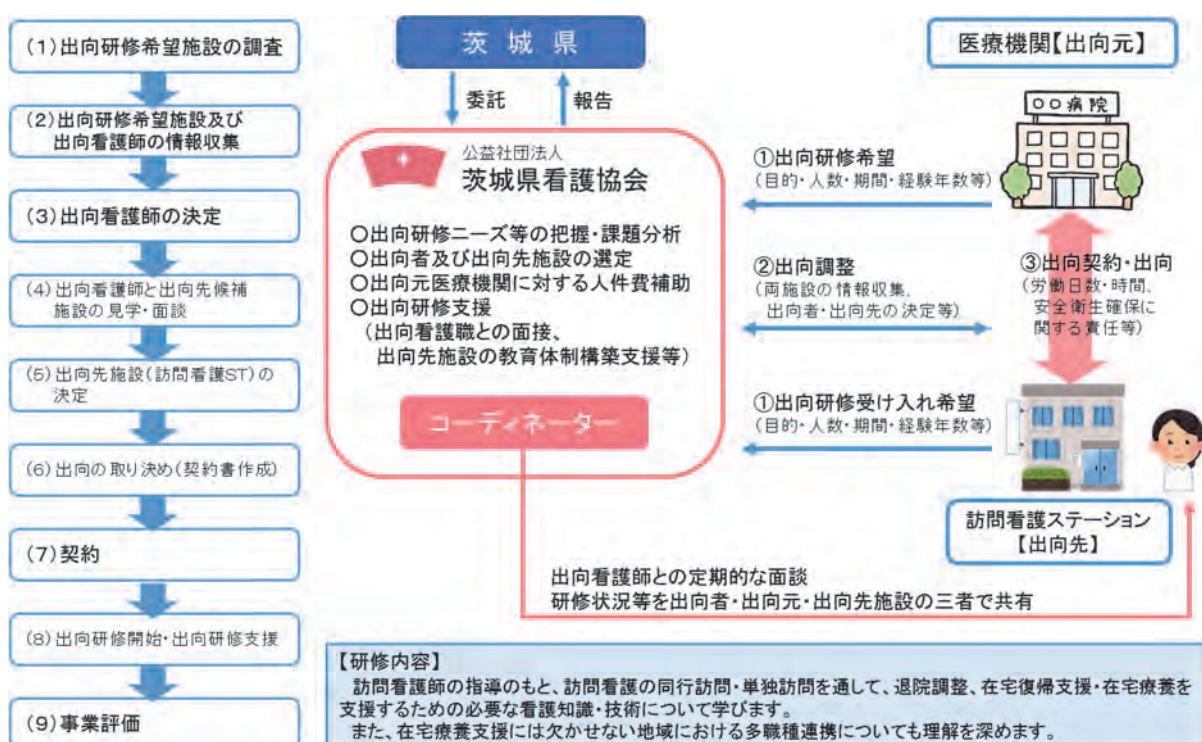 (1)出向研修希望施設の調査
(2)出向研修希望施設及び
出向看護師の情報収集
(3)出向看護師の決定
(4)出向看護師と出向先候補
施設の見学・面談
(5)出向先施設(訪問看護ST)の
決定
(6)出向の取り決め(契約書作成)
(7)契約
(8)出向研修開始・出向研修支援
(9)事業評価
茨城県
委託
報告
公益社団法人
茨城県看護協会
○出向研修ニーズ等の把握・課題分析
○出向者及び出向先施設の選定
○出向元医療機関に対する人件費補助
○出向研修支援
(出向看護職との面接、
出向先施設の教育体制構築支援等)
コーディネーター
①出向研修希望
(目的・人数・期間・経験年数等)
②出向調整
(両施設の情報収集、
出向者・出向先の決定等)
①出向研修受け入れ希望
(目的・人数・期間・経験年数等)
医療機関【出向元】
○○病院
③出向契約・出向
(労働日数・時間、
安全衛生確保に
関する責任等)
訪問看護ステーション
【出向先】
出向看護師との定期的な面談
研修状況等を出向者・出向元・出向先施設の三者で共有
【研修内容】
訪問看護師の指導のもと、訪問看護の同行訪問・単独訪問を通して、退院調整、在宅復帰支援・在宅療養を
支援するための必要な看護知識・技術について学びます。
また、在宅療養支援には欠かせない地域における多職種連携についても理解を深めます。